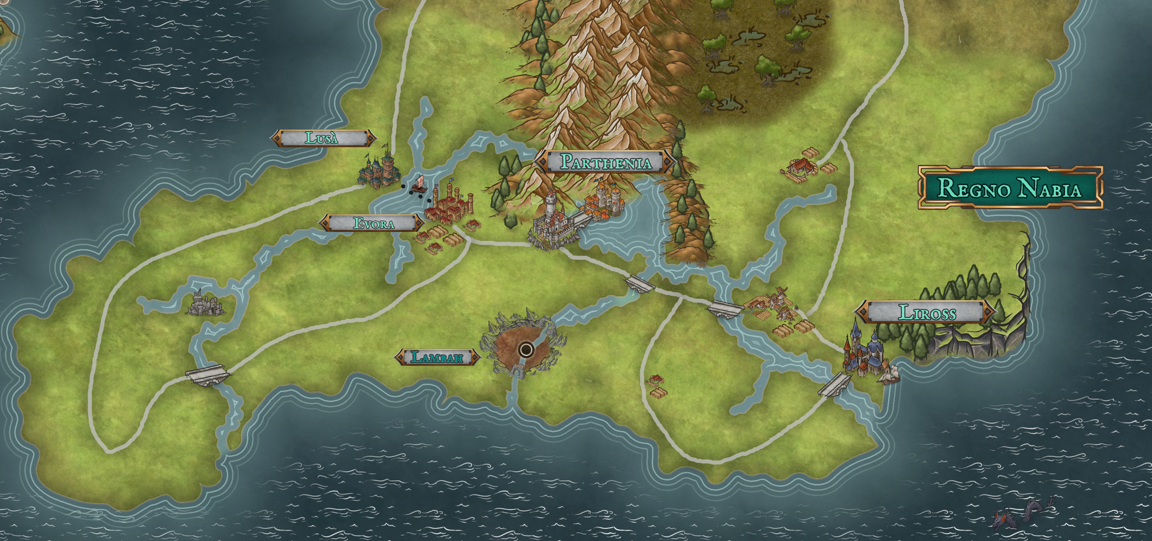 Lusà
Parthenia
Regno Nabia
Evora
Liross
Lambah